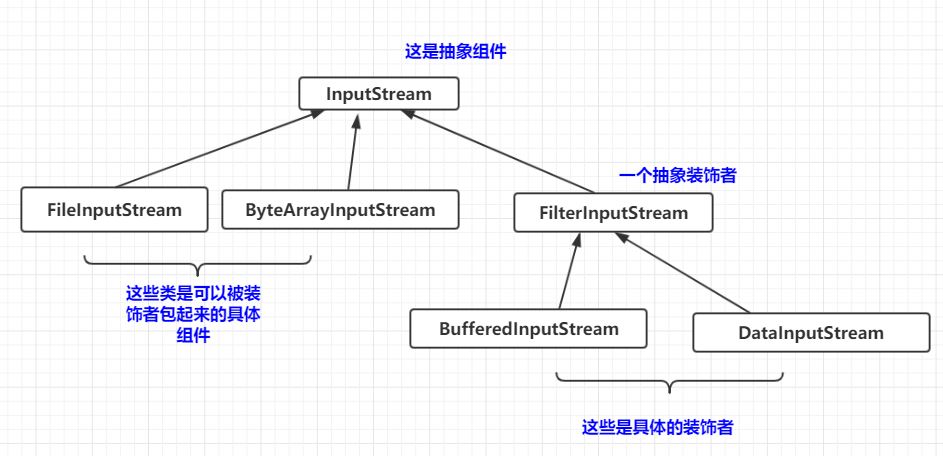 这是抽象组件
InputStream
一个抽象装饰者
FileInputStream
ByteArrayInputStream
FilterInputStream
这些类是可以被装
饰者包起来的具体
组件
BufferedInputStream
DataInputStream
这些是具体的装饰者